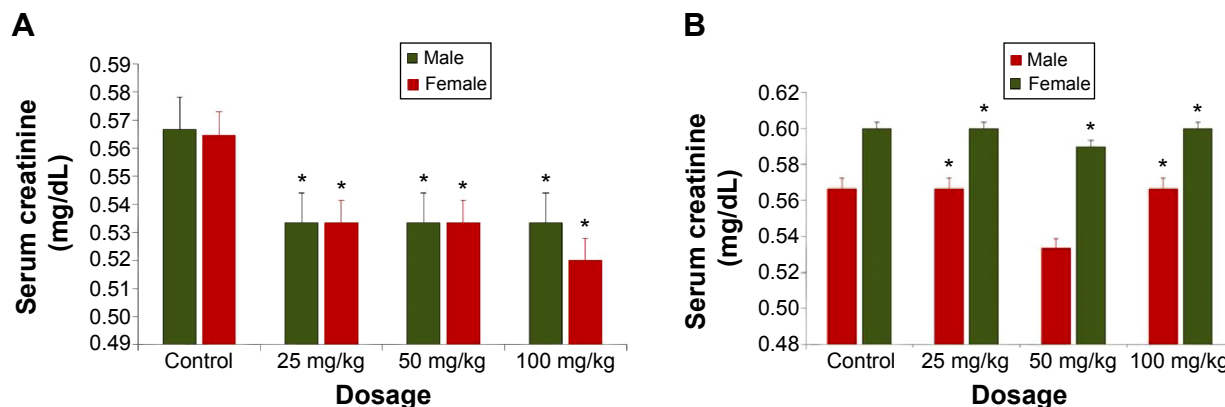 A
Male
Female
Serum creatinine
(mg/dL)
0.59
0.58
0.57
0.56
0.55
0.54
0.53
0.52
0.51
0.50
0.49
* * * * * *
Control 25 mg/kg 50 mg/kg 100 mg/kg
Dosage
B
Male
Female
Serum creatinine
(mg/dL)
0.62
0.60
0.58
0.56
0.54
0.52
0.50
0.48
* * * * *
Control 25 mg/kg 50 mg/kg 100 mg/kg
Dosage